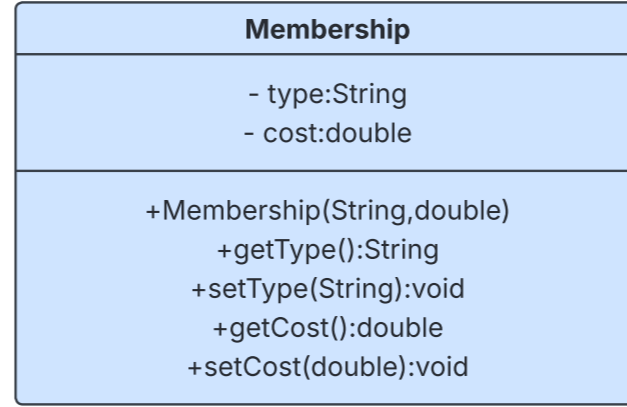 Membership
- type:String
- cost:double
+Membership(String,double)
+getType():String
+setType(String):void
+getCost():double
+setCost(double):void